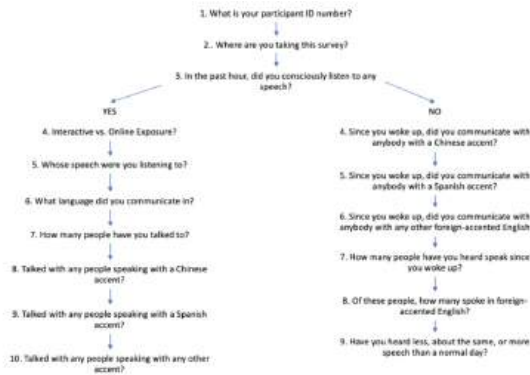 1. What is your participant ID number?
2.. Where are you taking this survey?
3. In the past hour, did you consciously listen to any
speech?
YES
4. Interactive vs. Online Exposure?
5. Whose speech were you listening to?
6. What language did you communicate in?
7. How many people have you talked to?
8. Talked with any people speaking with a Chinese
accent?
9. Talked with any people speaking with a Spanish
accent?
10. Talked with any people speaking with any other
accent?
NO
4. Since you woke up, did you communicate with
anybody with a Chinese accent?
5. Since you woke up, did you communicate with
anybody with a Spanish accent?
6. Since you woke up, did you communicate with
anybody with any other foreign-accented English
7. How many people have you heard speak since
you woke up?
8. Of these people, how many spoke in foreign-
accented English?
9. Have you heard less, about the same, or more
speech than a normal day?